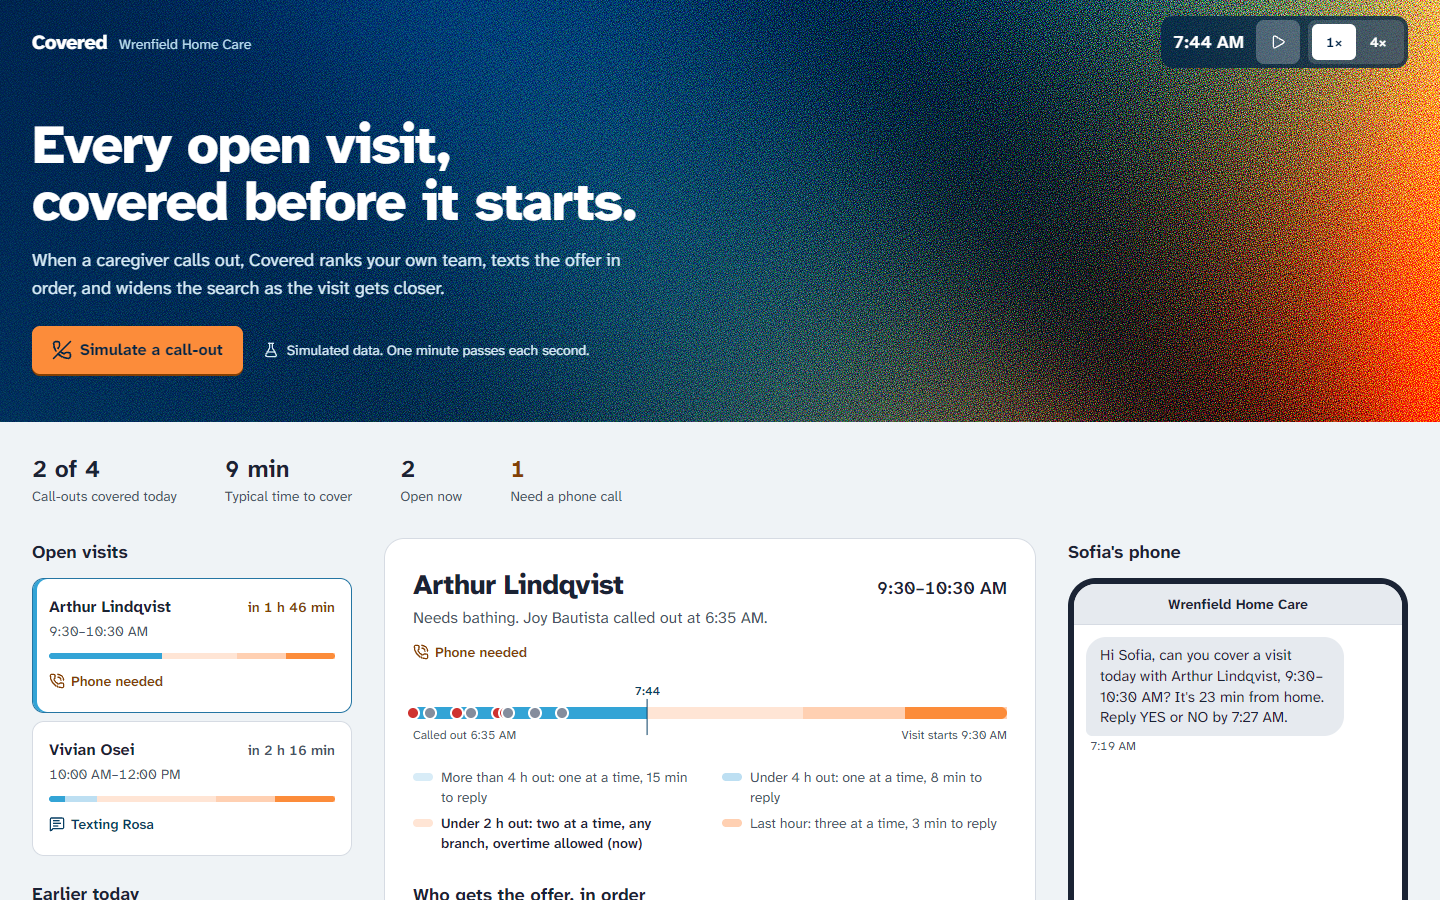 Covered Wrenfield Home Care
7:44 AM
1×
4×
Every open visit,
covered before it starts.
When a caregiver calls out, Covered ranks your own team, texts the offer in
order, and widens the search as the visit gets closer.
Simulate a call-out
Simulated data. One minute passes each second.
2 of 4
Call-outs covered today
9 min
Typical time to cover
2
Open now
1
Need a phone call
Open visits
Arthur Lindqvist
in 1 h 46 min
9:30–10:30 AM
Phone needed
Vivian Osei
in 2 h 16 min
10:00 AM–12:00 PM
Texting Rosa
Earlier today
Arthur Lindqvist
9:30–10:30 AM
Needs bathing. Joy Bautista called out at 6:35 AM.
Phone needed
7:44
Called out 6:35 AM
Visit starts 9:30 AM
More than 4 h out: one at a time, 15 min
to reply
Under 4 h out: one at a time, 8 min to
reply
Under 2 h out: two at a time, any
branch, overtime allowed (now)
Last hour: three at a time, 3 min to reply
Who gets the offer, in order
Sofia's phone
Wrenfield Home Care
Hi Sofia, can you cover a visit
today with Arthur Lindqvist, 9:30–
10:30 AM? It's 23 min from home.
Reply YES or NO by 7:27 AM.
7:19 AM